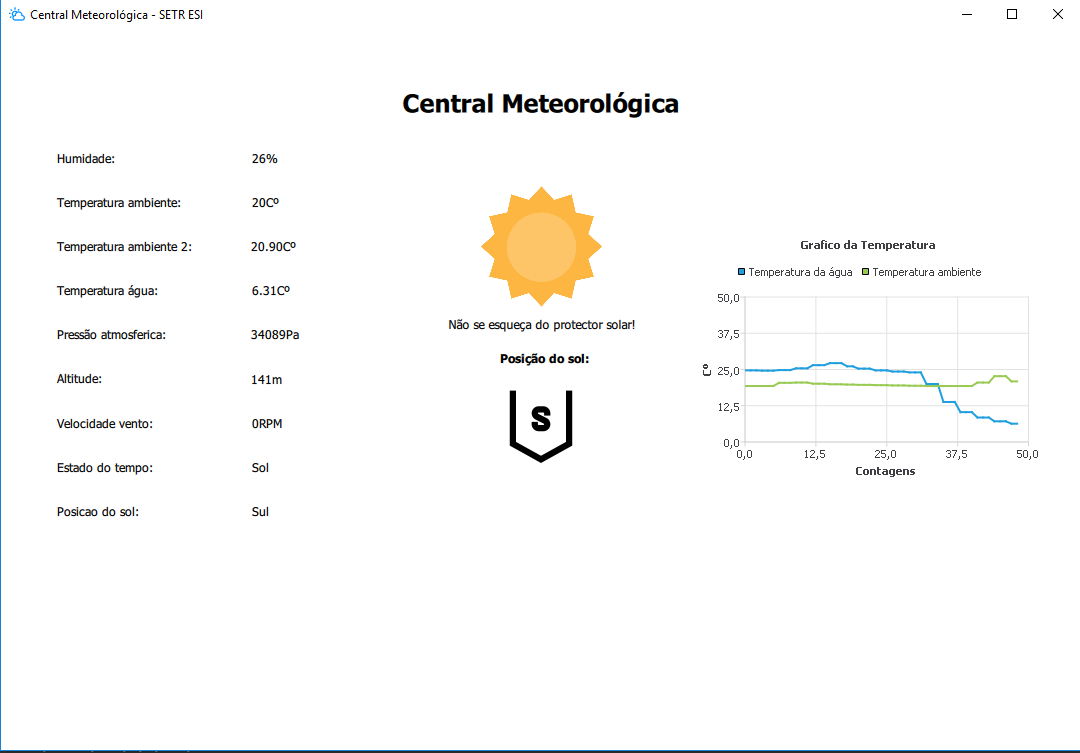 Central Meteorológica - SETR ESI
Central Meteorológica
Humidade: 26%
Temperatura ambiente: 20Cº
Temperatura ambiente 2: 20.90Cº
Temperatura água: 6.31Cº
Pressão atmosferica: 34089Pa
Altitude: 141m
Velocidade vento: 0RPM
Estado do tempo: Sol
Posicao do sol: Sul
Não se esqueça do protector solar!
Posição do sol:
S
Grafico da Temperatura
Temperatura da água Temperatura ambiente
50,0
37,5
25,0
12,5
0,0
Cº
0,0 12,5 25,0 37,5 50,0
Contagens